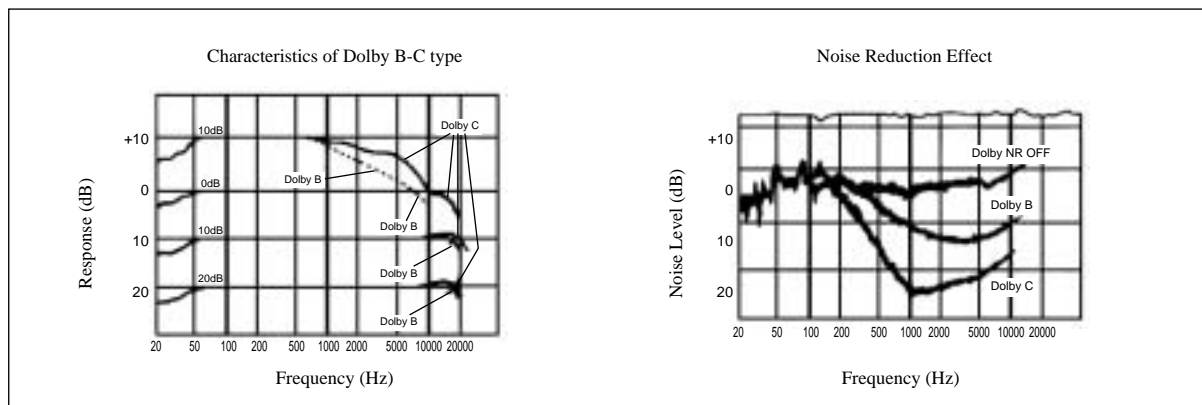 Characteristics of Dolby B-C type
Response (dB)
+10
0
10
20
10dB
0dB
10dB
20dB
Dolby C
Dolby B
Dolby B
Dolby B
Dolby B
20 50 100 200 500 1000 2000 5000 10000 20000
Frequency (Hz)
Noise Reduction Effect
Noise Level (dB)
+10
0
10
20
Dolby NR OFF
Dolby B
Dolby C
20 50 100 200 500 1000 2000 5000 10000 20000
Frequency (Hz)